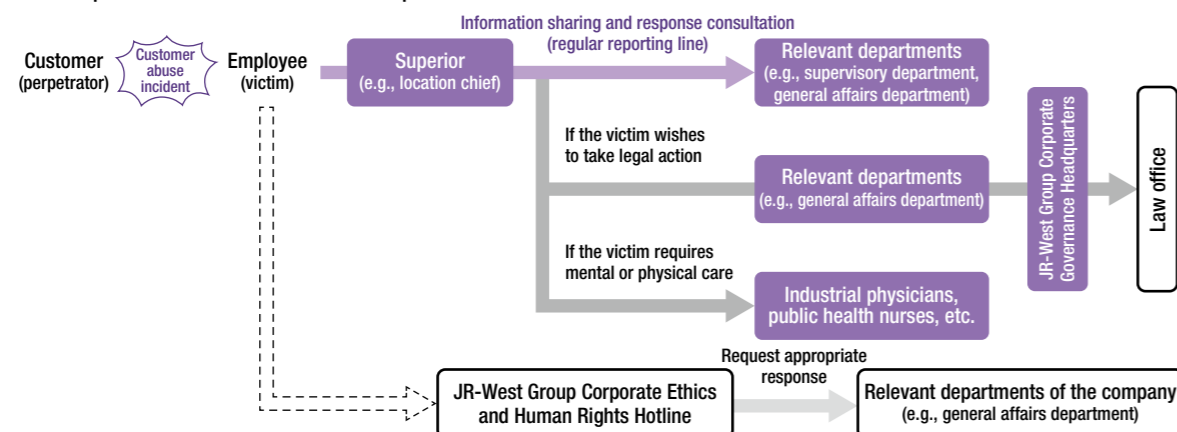 Information sharing and response consultation
(regular reporting line)
Customer
(perpetrator)
Customer
abuse
incident
Employee
(victim)
Superior
(e.g., location chief)
Relevant departments
(e.g., supervisory department,
general affairs department)
If the victim wishes
to take legal action
Relevant departments
(e.g., general affairs department)
JR-West Group Corporate
Governance Headquarters
Law office
If the victim requires
mental or physical care
Industrial physicians,
public health nurses, etc.
JR-West Group Corporate Ethics
and Human Rights Hotline
Request appropriate
response
Relevant departments of the company
(e.g., general affairs department)